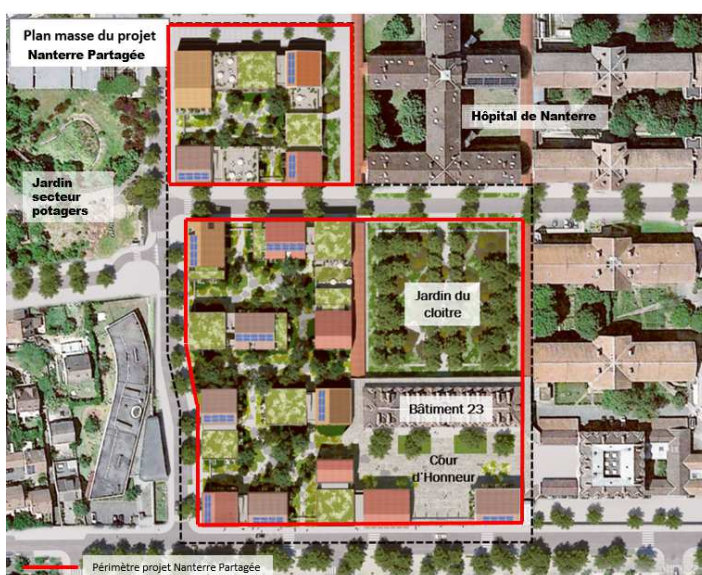 Plan masse du projet
Nanterre Partagée
Hôpital de Nanterre
Jardin
secteur
potagers
Jardin du
cloitre
Bâtiment 23
Cour
d'Honneur
Périmètre projet Nanterre Partagée